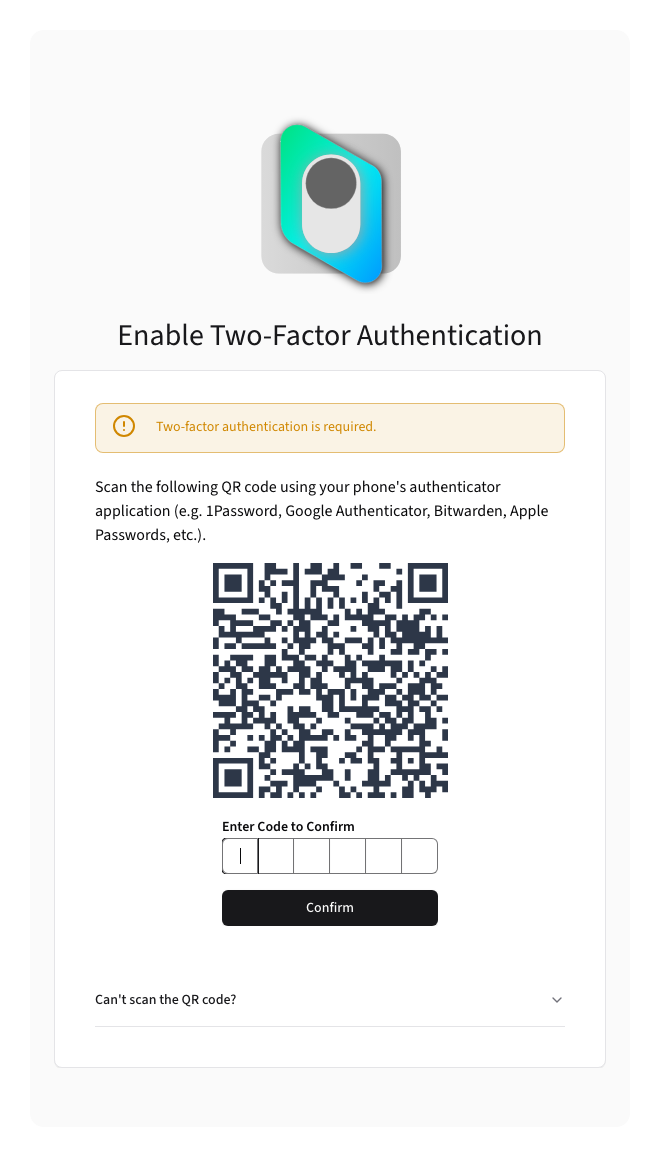 Enable Two-Factor Authentication
Two-factor authentication is required.
Scan the following QR code using your phone's authenticator
application (e.g. 1Password, Google Authenticator, Bitwarden, Apple
Passwords, etc.).
Enter Code to Confirm
Confirm
Can't scan the QR code?